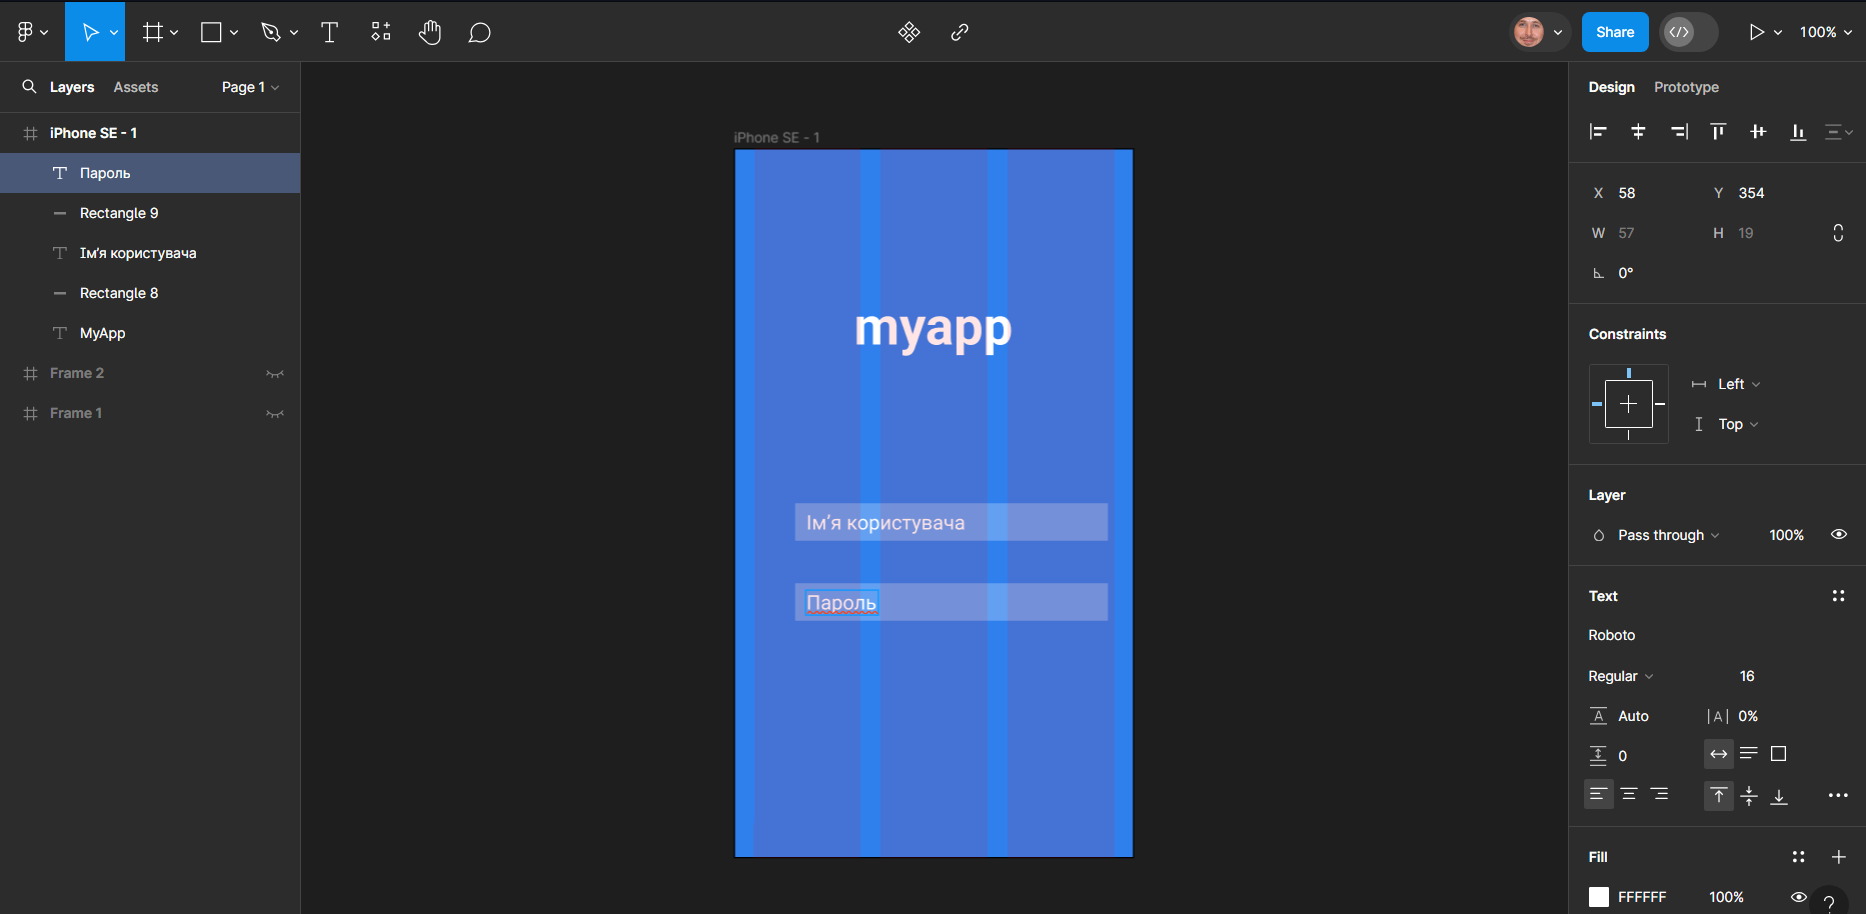 Share
100%
Layers Assets Page 1
iPhone SE - 1
Пароль
Rectangle 9
Ім'я користувача
Rectangle 8
MyApp
Frame 2
Frame 1
iPhone SE - 1
myapp
Ім’я користувача
Пароль
Design Prototype
X 58 Y 354
W 57 H 19
0°
Constraints
Left
Top
Layer
Pass through 100%
Text
Roboto
Regular 16
A Auto |A| 0%
0
Fill
FFFFFF 100%
?